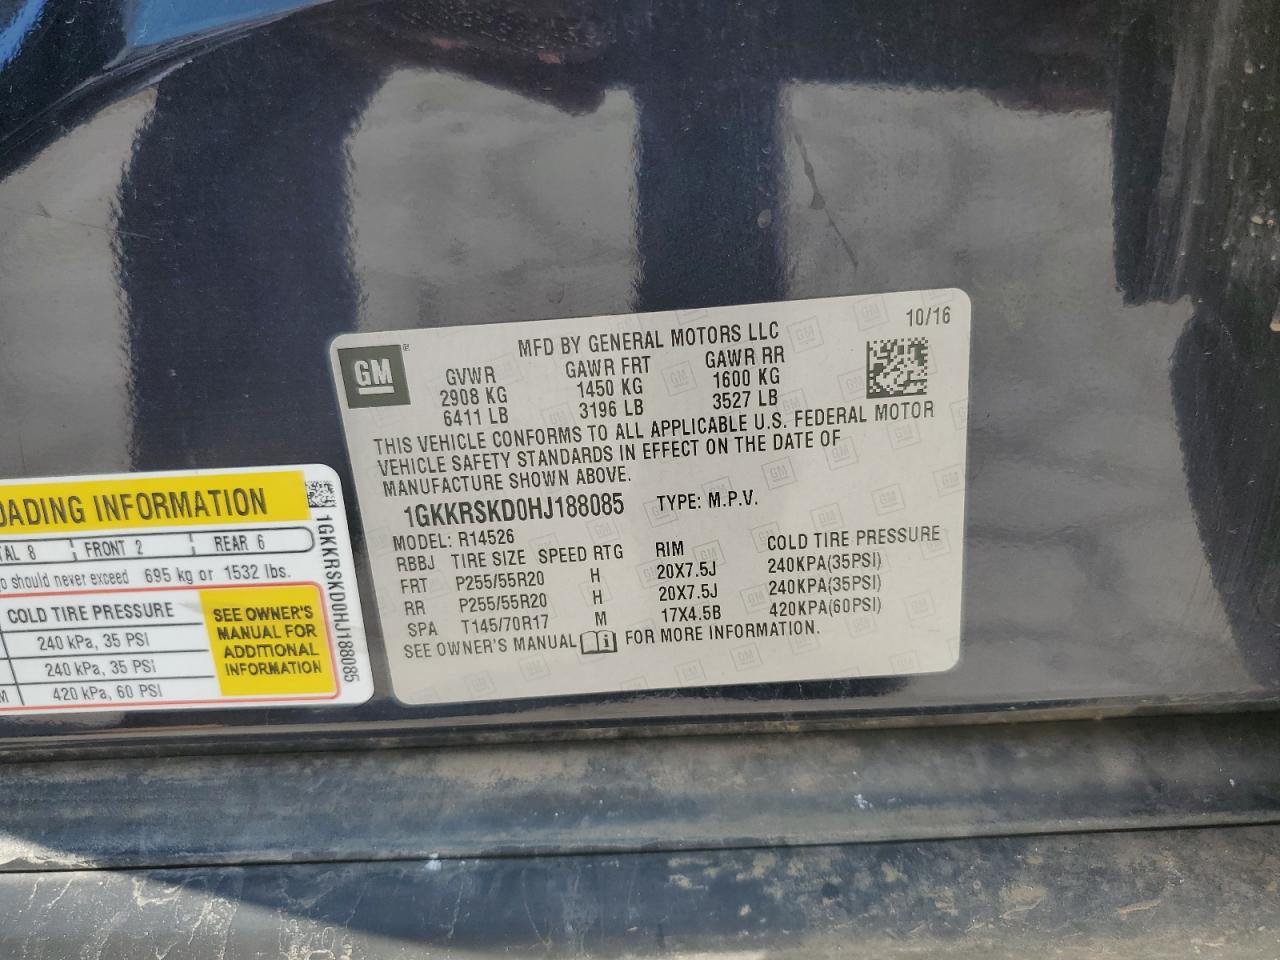 GM
®
MFD BY GENERAL MOTORS LLC
10/16
GVWR GAWR FRT GAWR RR
2908 KG 1450 KG 1600 KG
6411 LB 3196 LB 3527 LB
THIS VEHICLE CONFORMS TO ALL APPLICABLE U.S. FEDERAL MOTOR
VEHICLE SAFETY STANDARDS IN EFFECT ON THE DATE OF
MANUFACTURE SHOWN ABOVE.
1GKKRSKD0HJ188085 TYPE: M.P.V.
MODEL: R14526
RBBJ TIRE SIZE SPEED RTG RIM COLD TIRE PRESSURE
FRT P255/55R20 H 20X7.5J 240KPA(35PSI)
RR P255/55R20 H 20X7.5J 240KPA(35PSI)
SPA T145/70R17 M 17X4.5B 420KPA(60PSI)
SEE OWNER'S MANUAL i FOR MORE INFORMATION.
OADING INFORMATION
TAL 8 FRONT 2 REAR 6
go should never exceed 695 kg or 1532 lbs.
COLD TIRE PRESSURE
240 kPa, 35 PSI
240 kPa, 35 PSI
M 420 kPa, 60 PSI
SEE OWNER'S
MANUAL FOR
ADDITIONAL
INFORMATION
1GKKRSKD0HJ188085